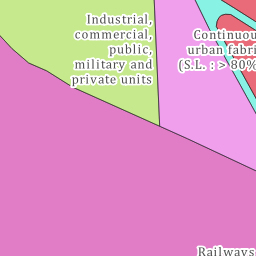 Industrial,
commercial,
public,
military and
private units
Continuou
urban fabri
(S.L. : > 80%
Railways